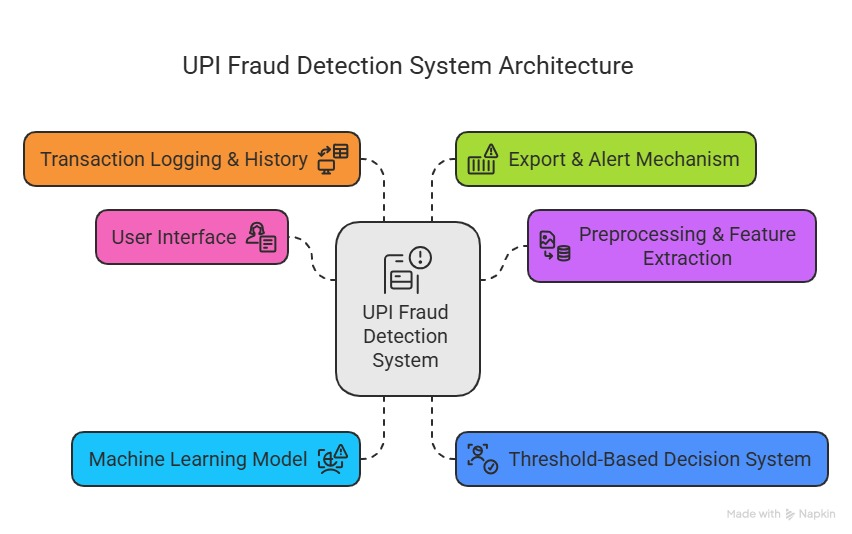 UPI Fraud Detection System Architecture
Transaction Logging & History
Export & Alert Mechanism
User Interface
Preprocessing & Feature
Extraction
UPI Fraud
Detection
System
Machine Learning Model
Threshold-Based Decision System
Made with Napkin